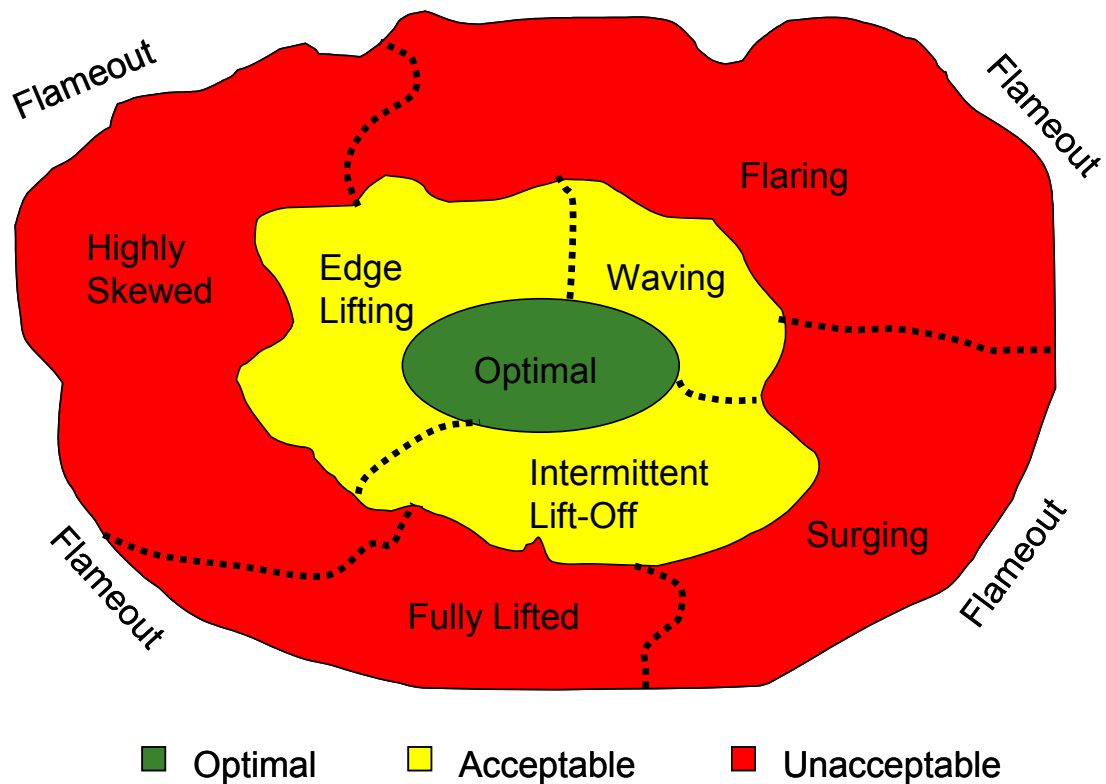 Flameout
Flameout
Flaring
Highly
Skewed
Edge
Lifting
Waving
Optimal
Intermittent
Lift-Off
Surging
Fully Lifted
Flameout
Flameout
Optimal
Acceptable
Unacceptable